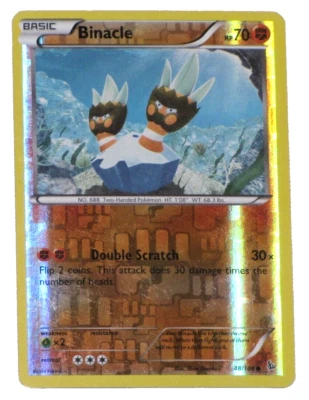 BASIC
Binacle
HP 70
NO. 688 Two-Handed Pokémon HT: 1'08" WT: 68.3 lbs.
Double Scratch 30×
Flip 2 coins. This attack does 30 damage times the
number of heads.
weakness
resistance
×2
retreat